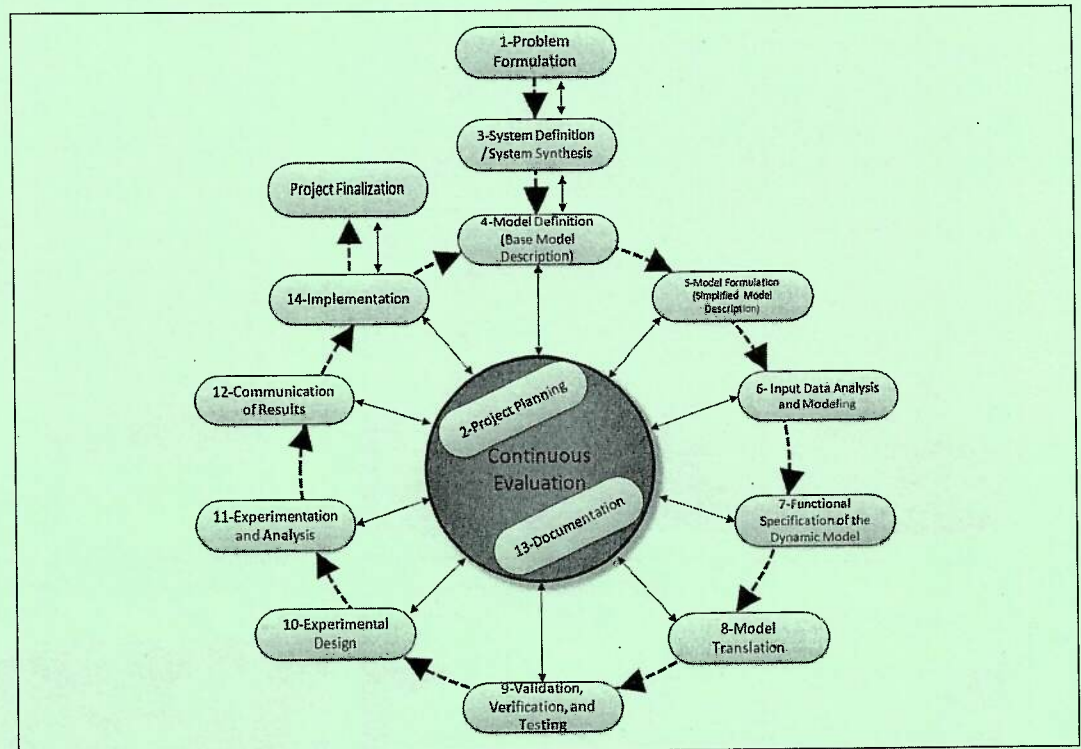 1-Problem
Formulation
3-System Definition
/System Synthesis
Project Finalization
4-Model Definition
(Base Model
Description)
5-Model Formulation
(Simplified Model
Description)
14-Implementation
6- Input Data Analysis
and Modeling
12-Communication
of Results
2-Project Planning
Continuous
Evaluation
13-Documentation
7-Functional
Specification of the
Dynamic Model
11-Experimentation
and Analysis
8-Model
Translation
10-Experimental
Design
9-Validation,
Verification, and
Testing